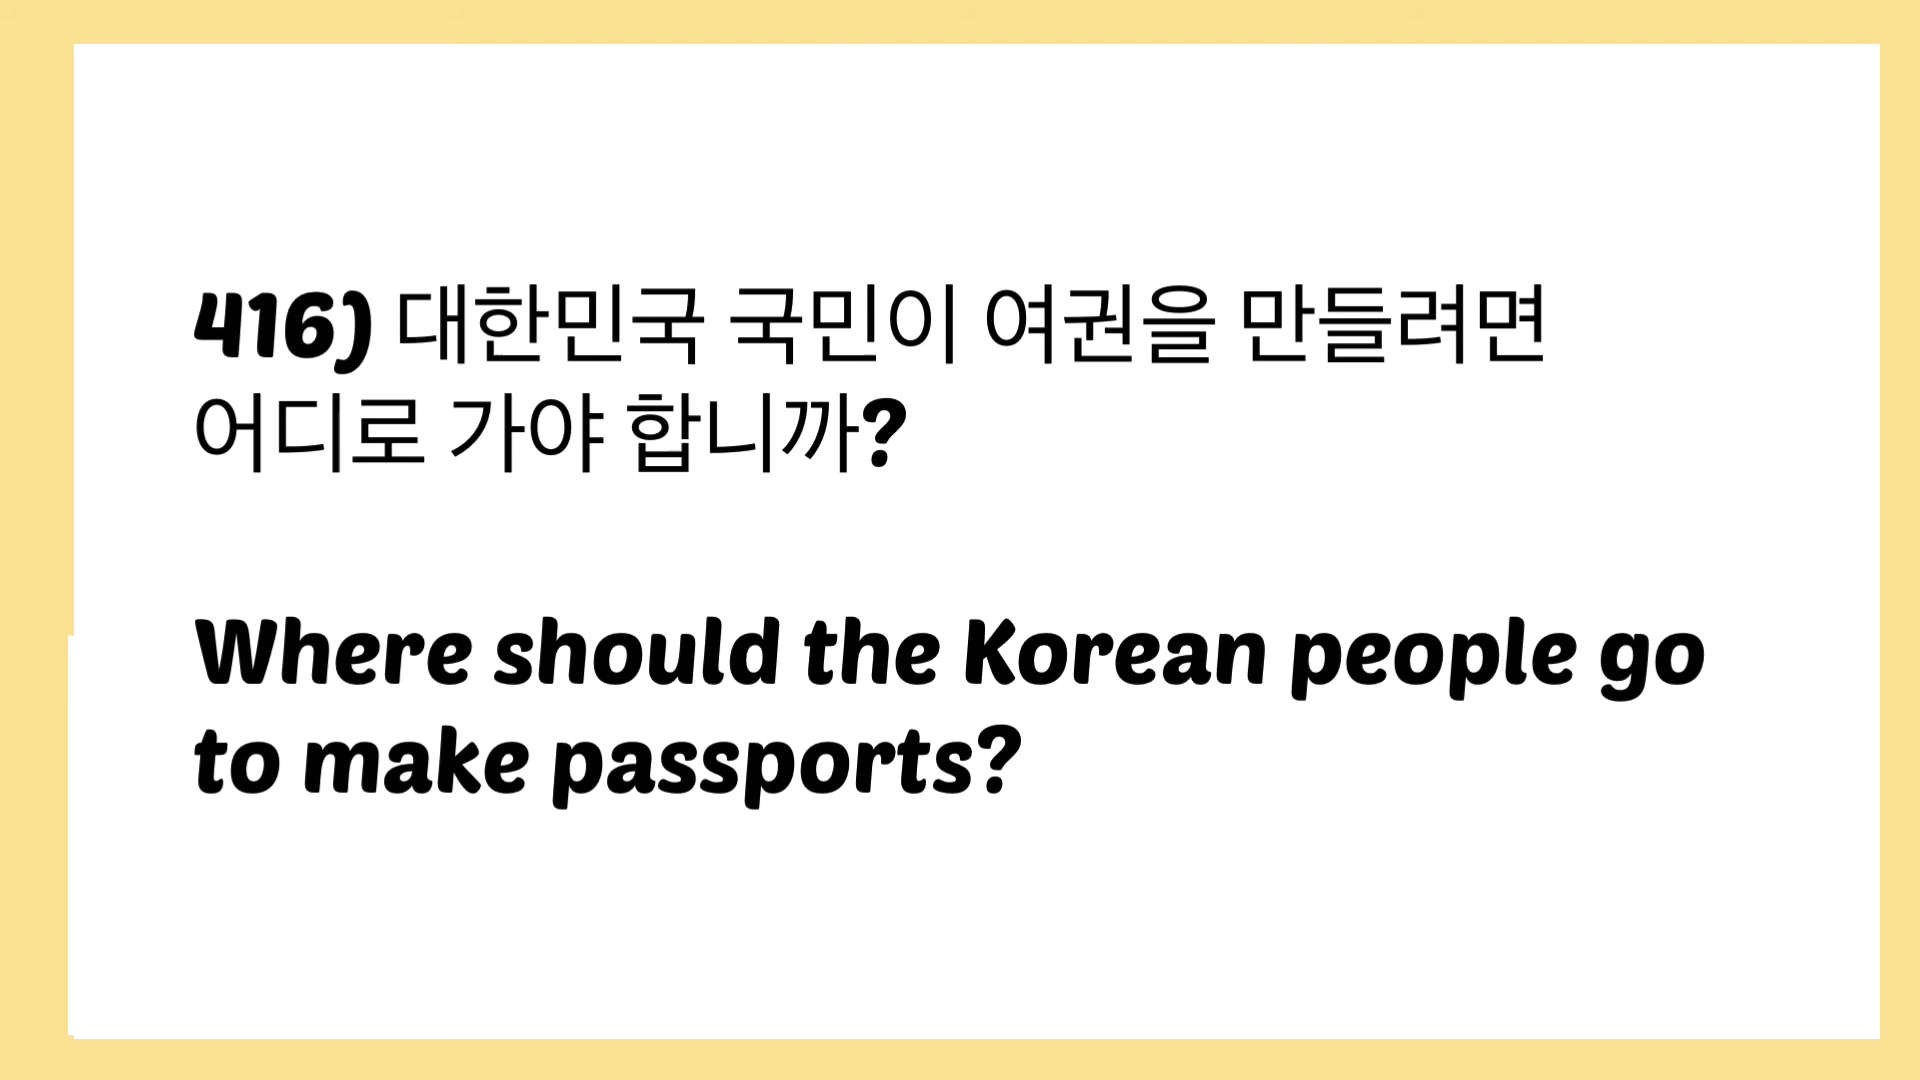 416) 대한민국 국민이 여권을 만들려면
어디로 가야 합니까?
Where should the Korean people go
to make passports?